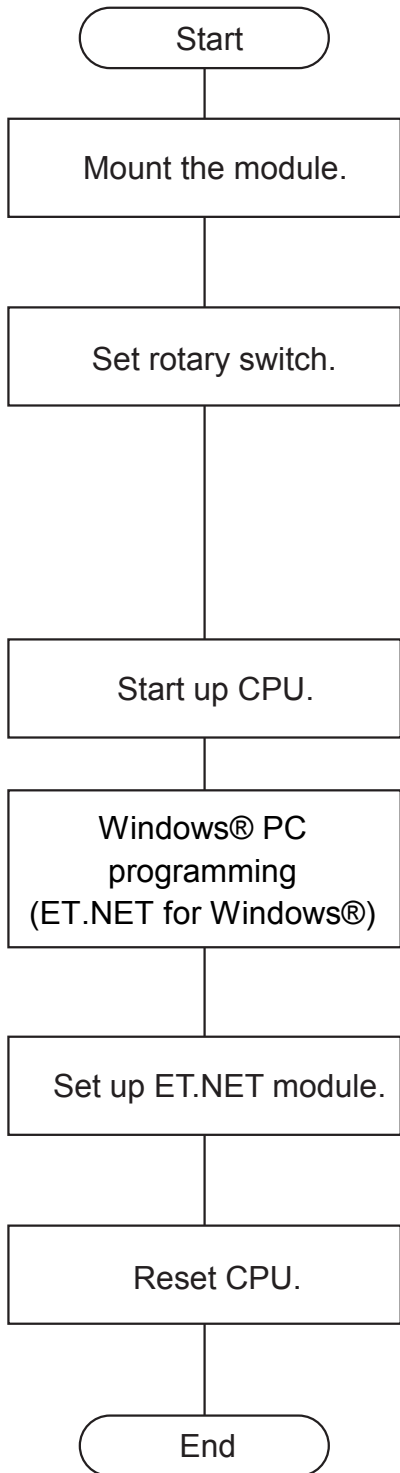 Start
Mount the module.
Set rotary switch.
Start up CPU.
Windows® PC
programming
(ET.NET for Windows®)
Set up ET.NET module.
Reset CPU.
End